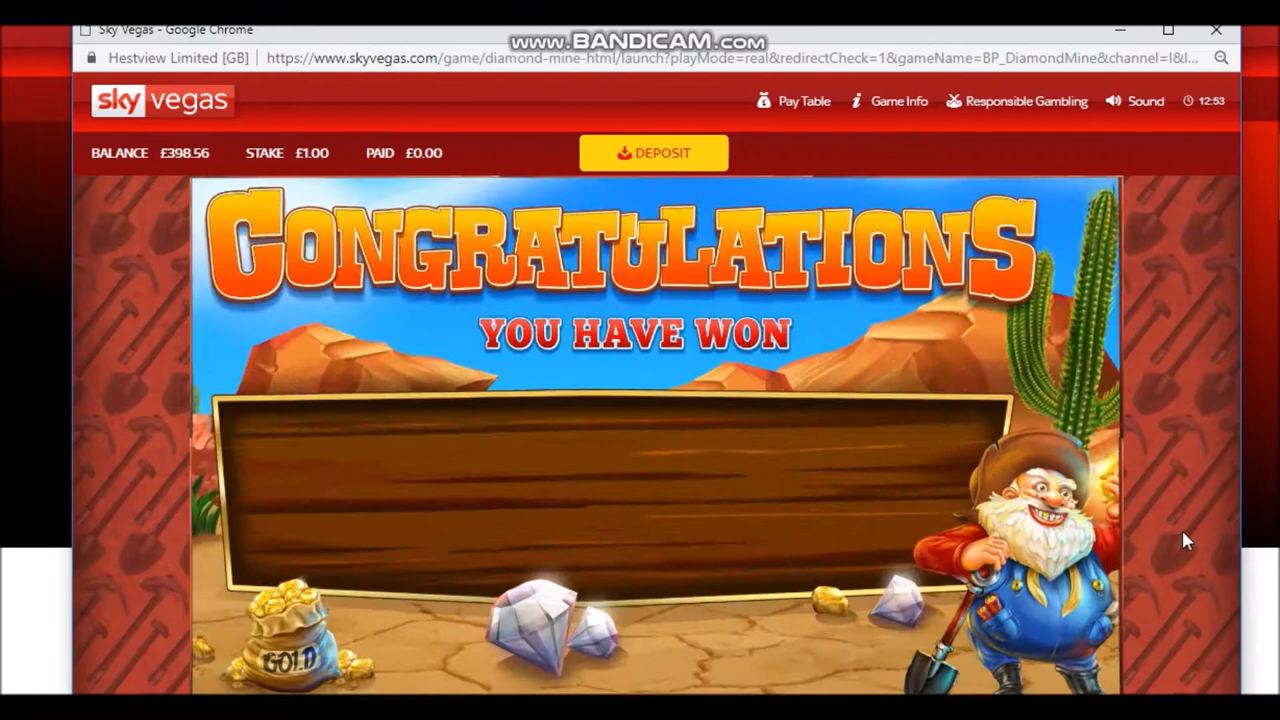 Sky Vegas - Google Chrome
www.BANDICAM.com
Hestview Limited [GB] https://www.skyvegas.com/game/diamond-mine-html/launch?playMode=real&redirectCheck=1&gameName=BP_DiamondMine&channel=I&l...
sky vegas
Pay Table
Game Info
Responsible Gambling
Sound
12:53
BALANCE £398.56 STAKE £1.00 PAID £0.00
DEPOSIT
CONGRATULATIONS
YOU HAVE WON
GOLD